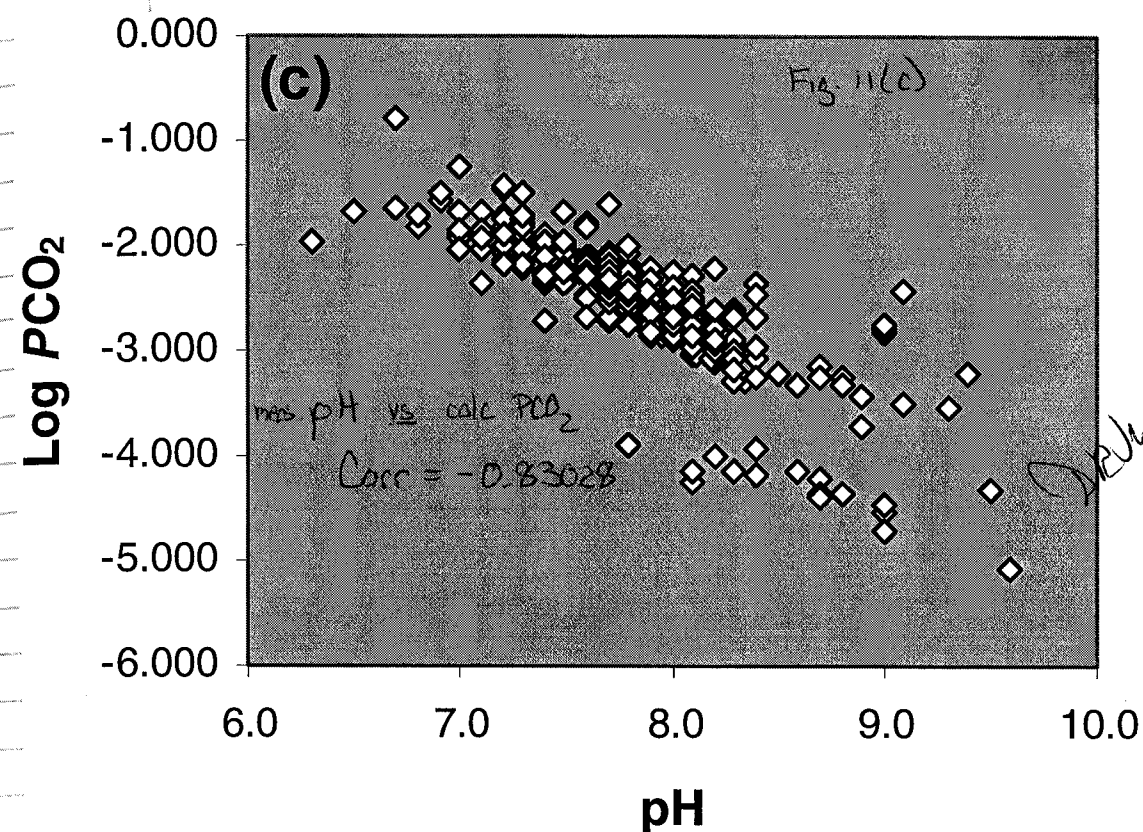 (c)
Fig. 11(c)
0.000
-1.000
-2.000
-3.000
-4.000
-5.000
-6.000
Log PCO₂
meas. pH vs calc PCO₂
Corr = -0.83028
6.0 7.0 8.0 9.0 10.0
pH